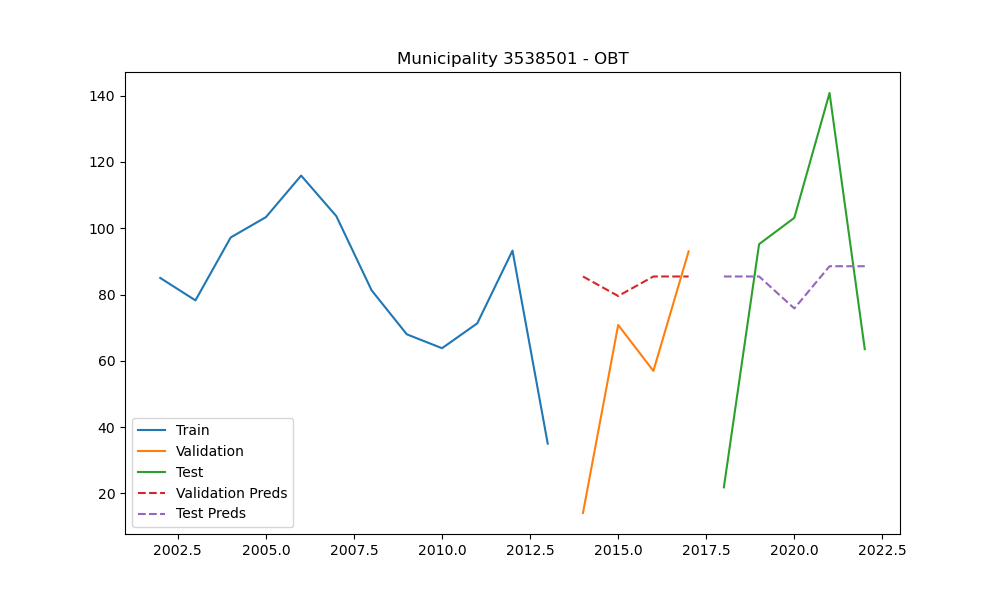 Municipality 3538501 - OBT
140
120
100
80
60
40
20
Train
Validation
Test
Validation Preds
Test Preds
2002.5 2005.0 2007.5 2010.0 2012.5 2015.0 2017.5 2020.0 2022.5